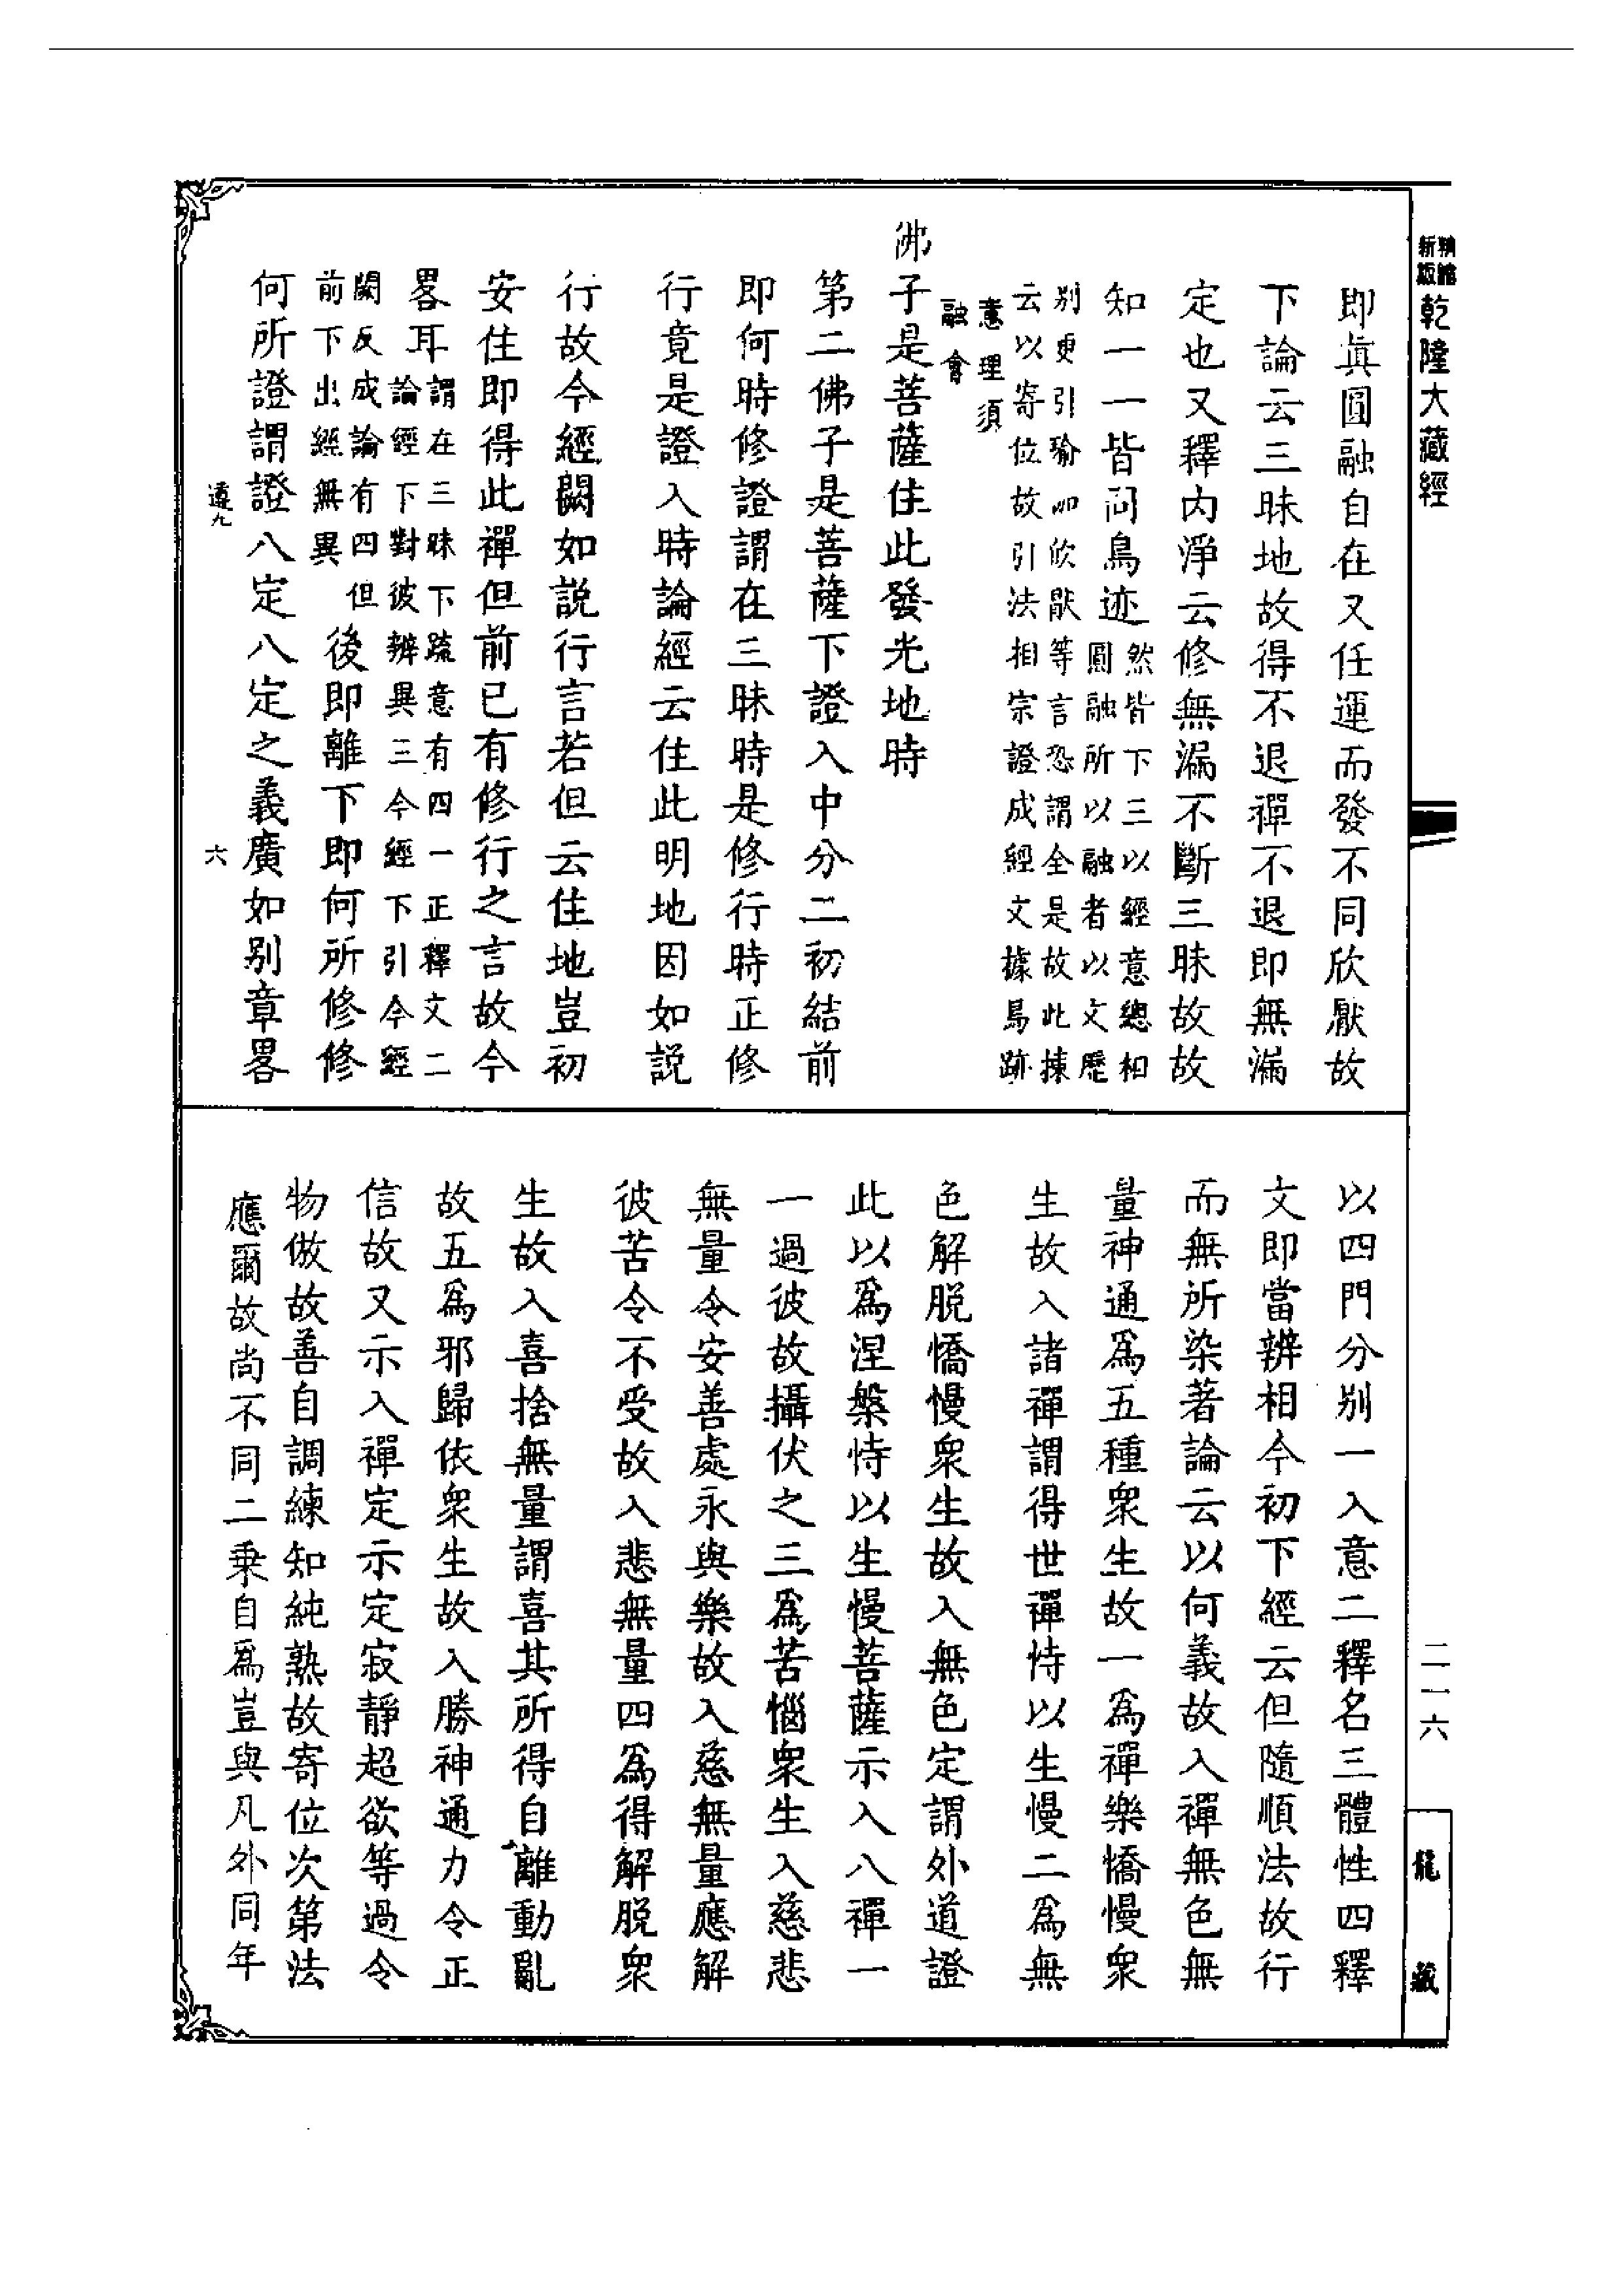 新版
精縮
乾隆大藏經
即眞圓融自在又任運而發不同欣厭故
下論云三昧地故得不退禪不退即無漏
定也又釋内淨云修無漏不斷三昧故故
知一一皆同鳥迹
然皆下三以經意總相
圓融所以融者以文歷
別更引瑜伽欣厭等言恐謂全是故此揀
云以寄位故引法相宗證成經文據鳥跡
意理須
融會
佛子是菩薩住此發光地時
第二佛子是菩薩下證入中分二初結前
即何時修證謂在三昧時是修行時正修
行竟是證入時論經云住此明地因如説
行故今經闕如説行言若但云住地豈初
安住即得此禪但前已有修行之言故今
畧耳
謂在三昧下疏意有四一正釋文二
論經下對彼辨異三今經下引今經
闕反成論有四但
前下出經無異
後即離下即何所修修
何所證謂證八定八定之義廣如别章畧
遵九
六
以四門分别一入意二釋名三體性四釋
文即當辨相今初下經云但隨順法故行
而無所染著論云以何義故入禪無色無
量神通爲五種衆生故一爲禪樂憍慢衆
生故入諸禪謂得世禪恃以生慢二爲無
色解脱憍慢衆生故入無色定謂外道證
此以爲涅槃恃以生慢菩薩示入八禪一
一過彼故攝伏之三爲苦惱衆生入慈悲
無量令安善處永與樂故入慈無量應解
彼苦令不受故入悲無量四爲得解脱衆
生故入喜捨無量謂喜其所得自離動亂
故五爲邪歸依衆生故入勝神通力令正
信故又示入禪定示定寂靜超欲等過令
物倣故善自調練知純熟故寄位次第法
應爾故尚不同二乘自爲豈與凡外同年
二一六
龍藏